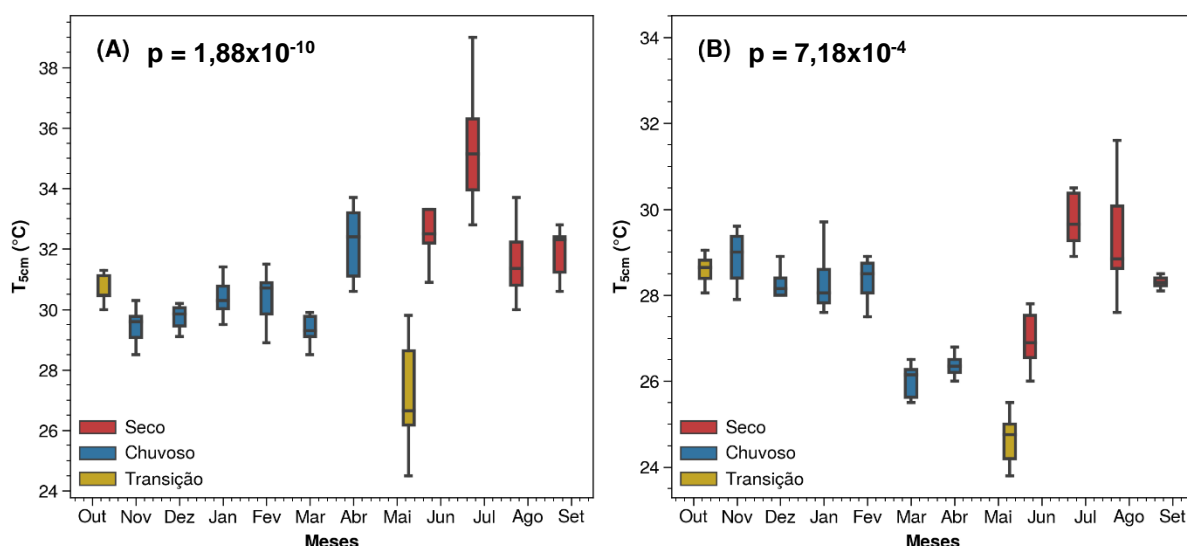 (A) p = 1,88x10⁻¹⁰
38
36
34
32
30
28
26
24
T5cm (°C)
Seco
Chuvoso
Transição
Out Nov Dez Jan Fev Mar Abr Mai Jun Jul Ago Set
Meses
(B) p = 7,18x10⁻⁴
34
32
30
28
26
24
T5cm (°C)
Seco
Chuvoso
Transição
Out Nov Dez Jan Fev Mar Abr Mai Jun Jul Ago Set
Meses